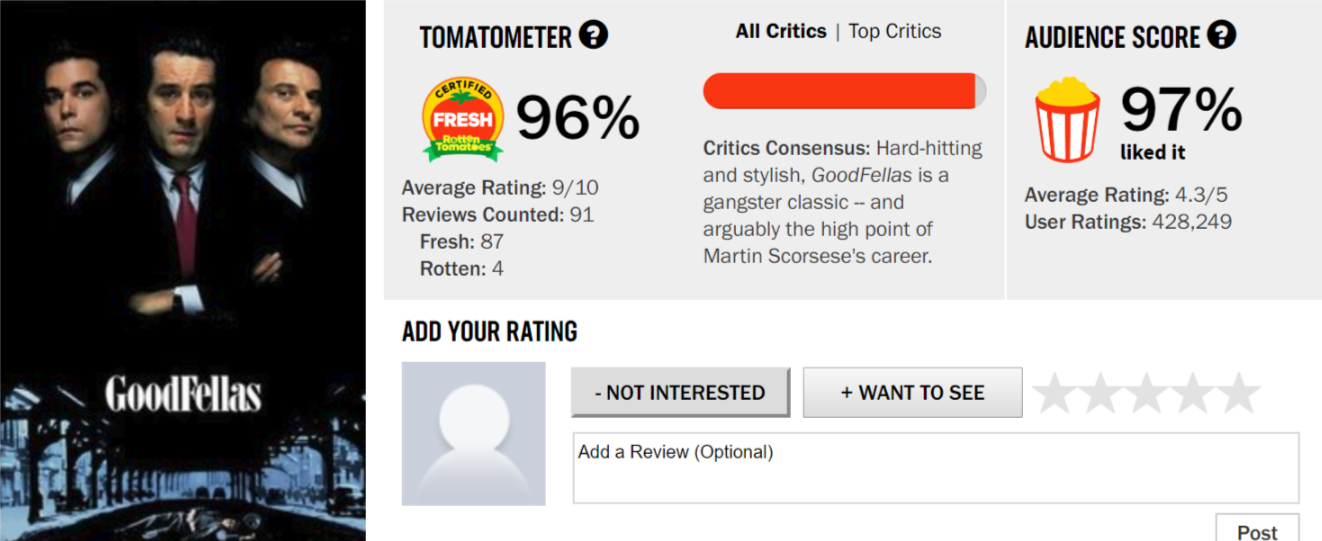 GoodFellas
TOMATOMETER ?
CERTIFIED
FRESH
Rotten
Tomatoes
96%
Average Rating: 9/10
Reviews Counted: 91
Fresh: 87
Rotten: 4
All Critics | Top Critics
Critics Consensus: Hard-hitting
and stylish, GoodFellas is a
gangster classic -- and
arguably the high point of
Martin Scorsese's career.
AUDIENCE SCORE ?
97%
liked it
Average Rating: 4.3/5
User Ratings: 428,249
ADD YOUR RATING
- NOT INTERESTED
+ WANT TO SEE
Add a Review (Optional)
Post